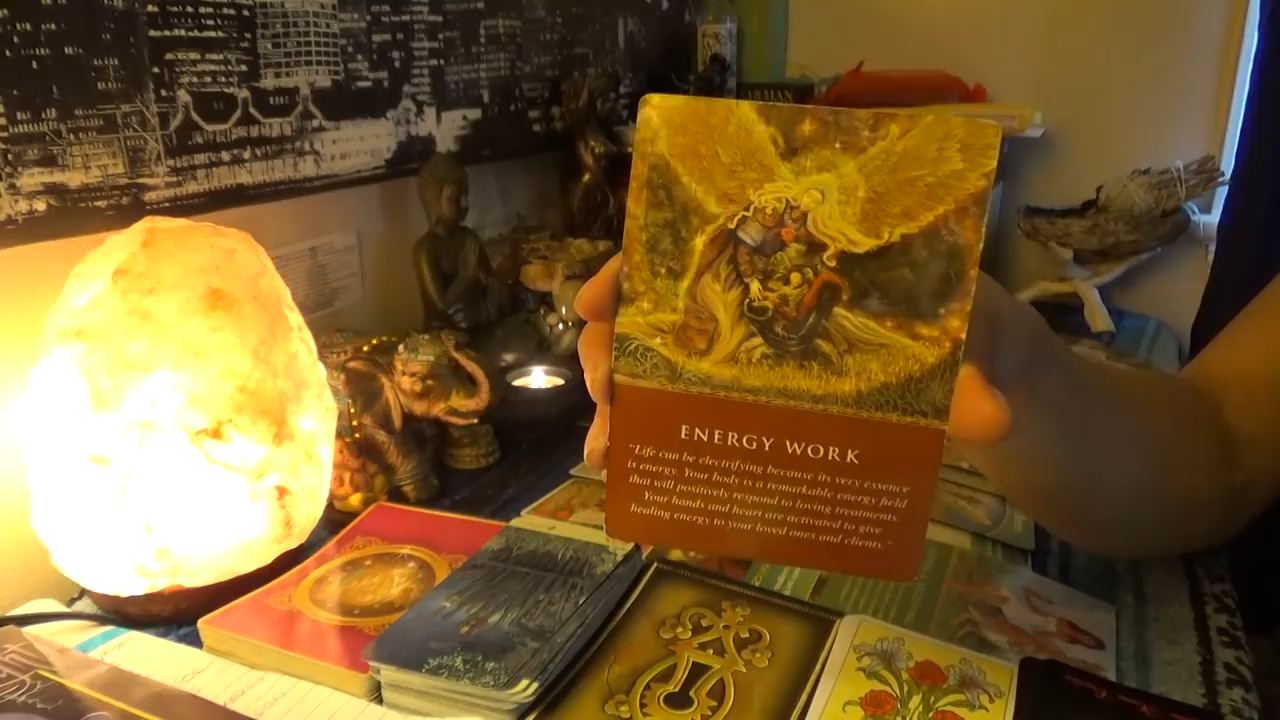 ENERGY WORK
"Life can be electrifying because its very essence
is energy. Your body is a remarkable energy field
that will positively respond to loving treatments.
Your hands and heart are activated to give
healing energy to your loved ones and clients."